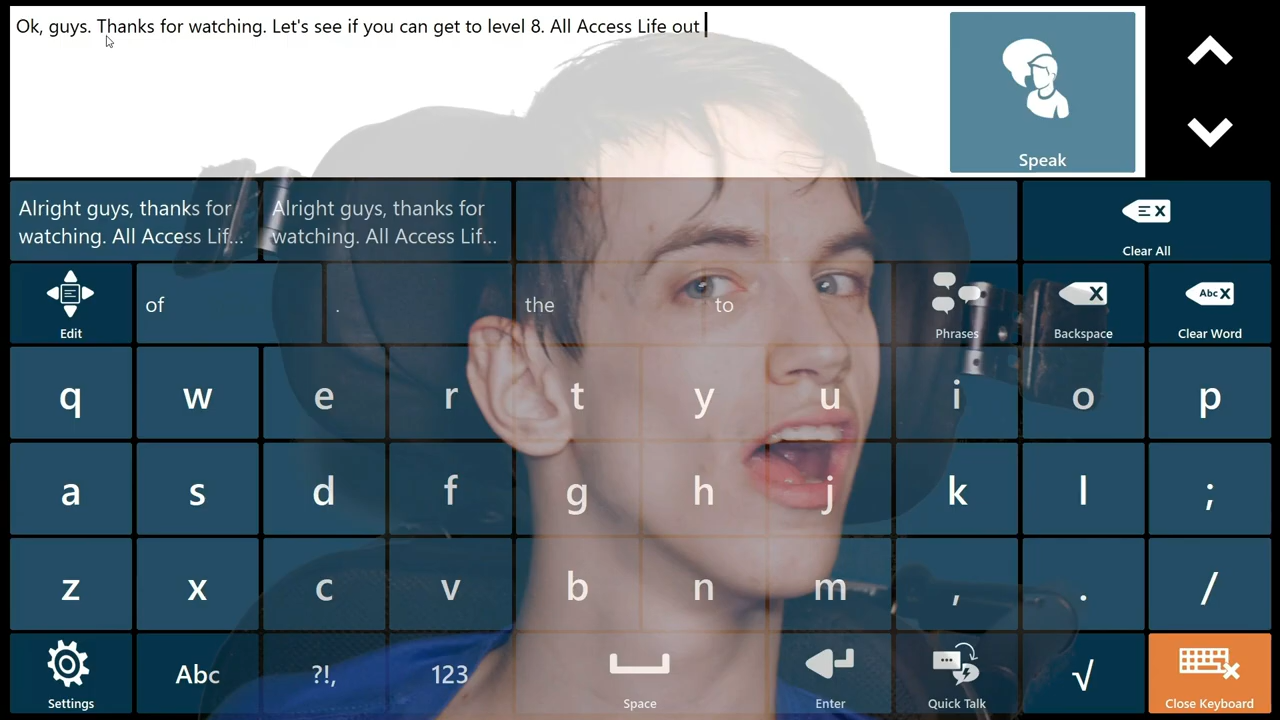 Ok, guys. Thanks for watching. Let's see if you can get to level 8. All Access Life out
Speak
Alright guys, thanks for
watching. All Access Lif...
Alright guys, thanks for
watching. All Access Lif...
Clear All
Edit
of
.
the
to
Phrases
X
Backspace
Abc X
Clear Word
q w e r t y u i o p
a s d f g h j k l ;
z x c v b n m , . /
Settings
Abc
?!,
123
Space
Enter
Quick Talk
√
Close Keyboard